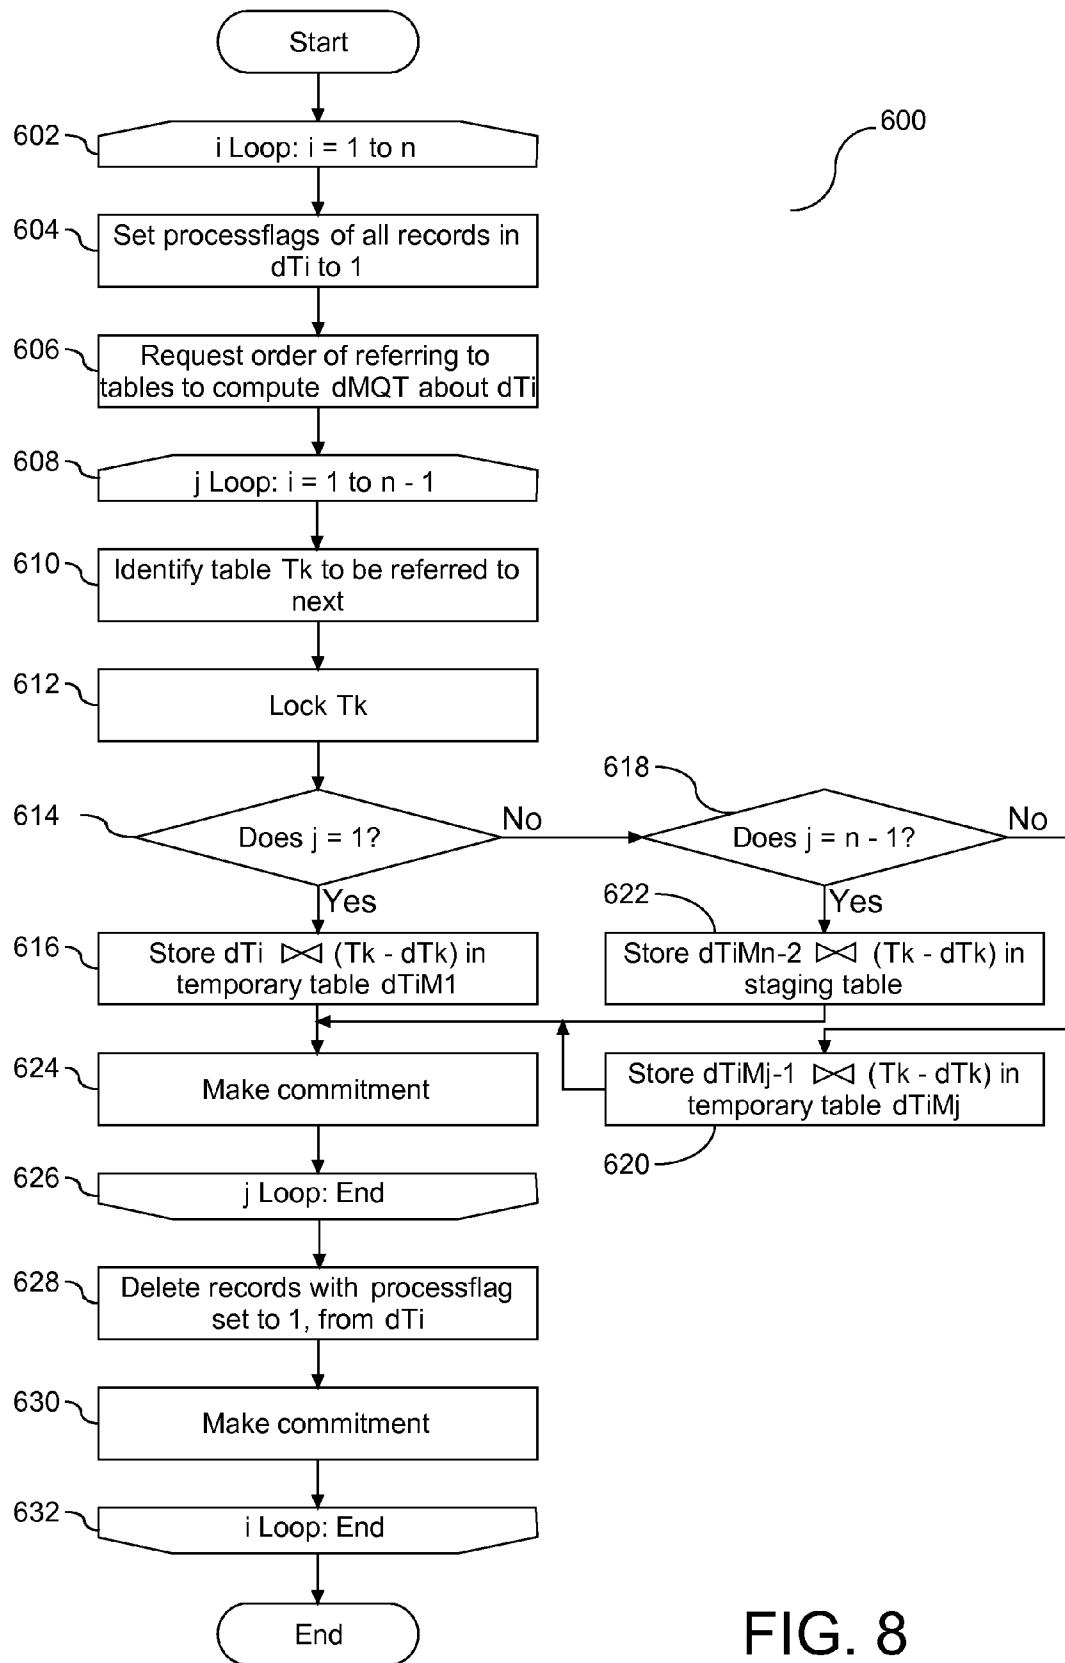 Start
602
i Loop: i = 1 to n
600
604
Set processflags of all records in
dTi to 1
606
Request order of referring to
tables to compute dMQT about dTi
608
j Loop: i = 1 to n - 1
610
Identify table Tk to be referred to
next
612
Lock Tk
614
Does j = 1?
No
618
Does j = n - 1?
No
Yes
Yes
616
Store dTi ⋈ (Tk - dTk) in
temporary table dTiM1
622
Store dTiMn-2 ⋈ (Tk - dTk) in
staging table
624
Make commitment
Store dTiMj-1 ⋈ (Tk - dTk) in
temporary table dTiMj
620
626
j Loop: End
628
Delete records with processflag
set to 1, from dTi
630
Make commitment
632
i Loop: End
End
FIG. 8